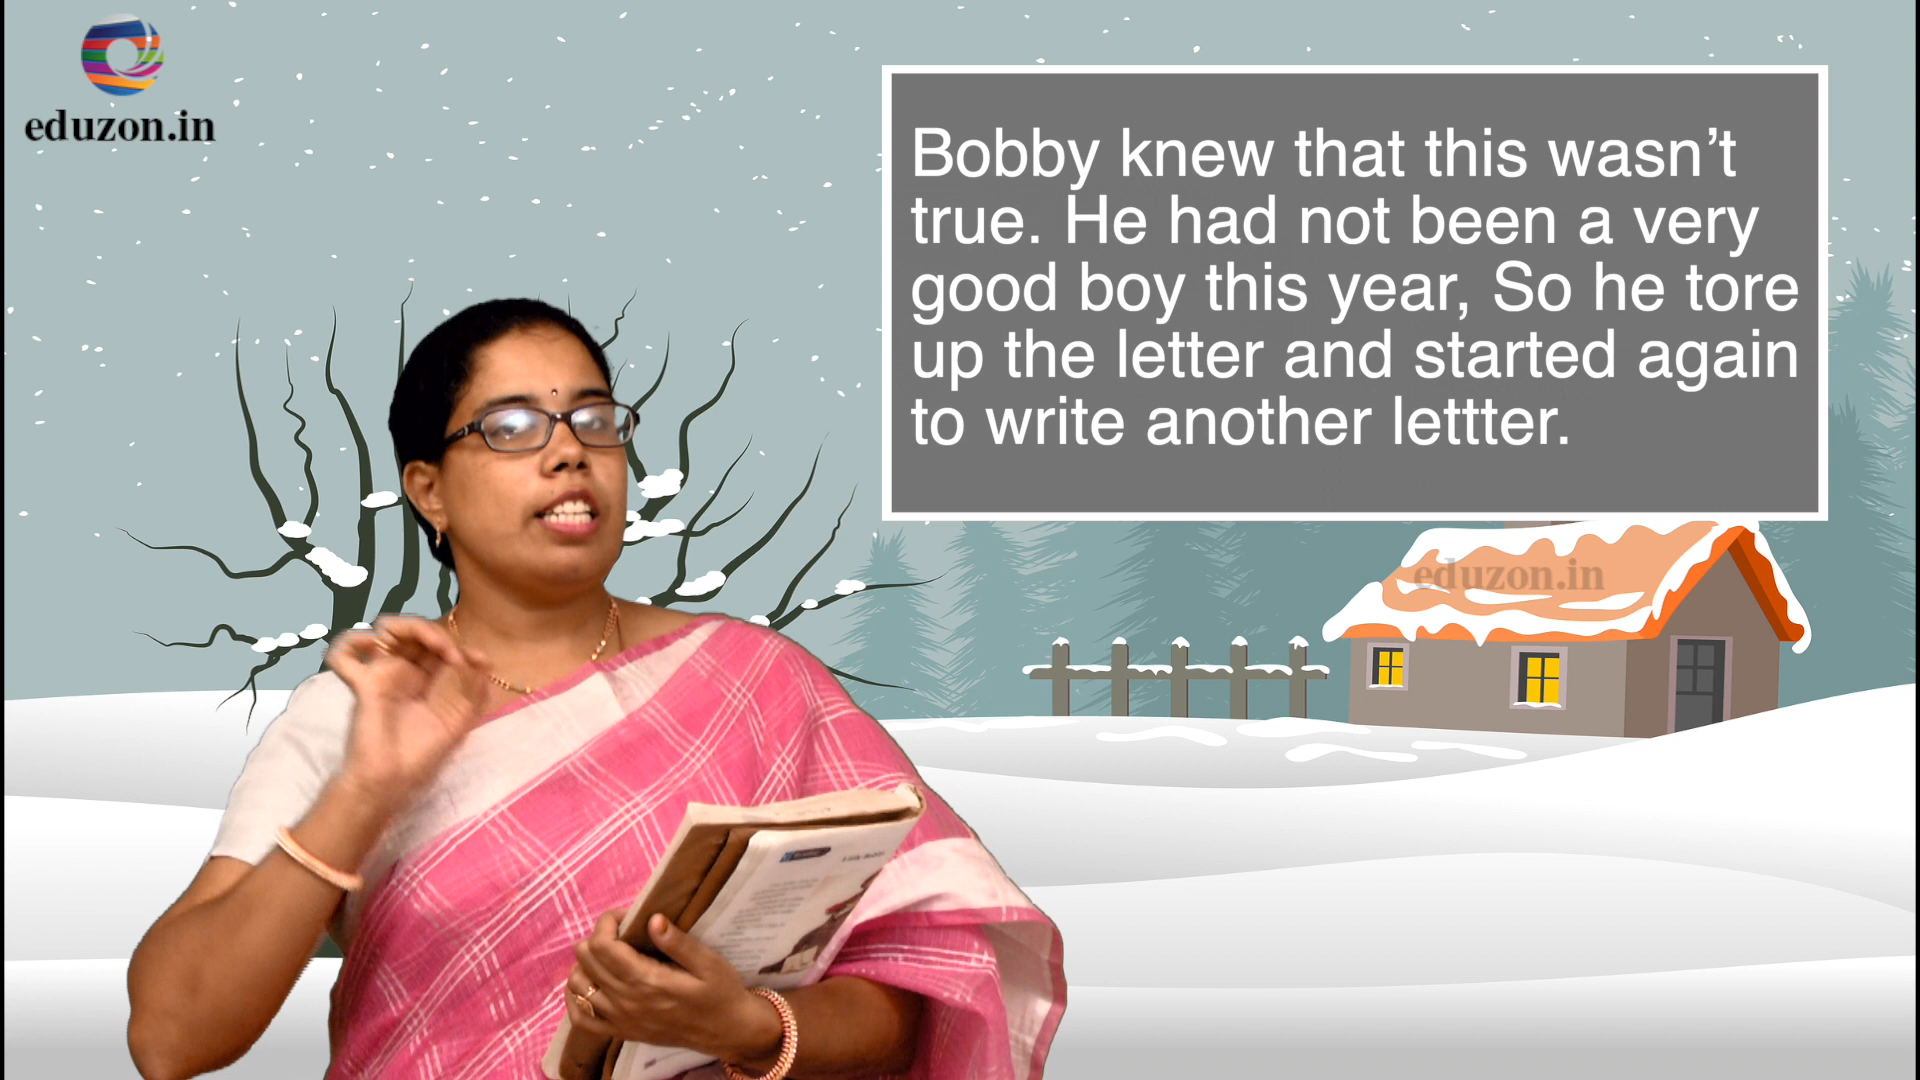 eduzon.in
Bobby knew that this wasn’t
true. He had not been a very
good boy this year, So he tore
up the letter and started again
to write another lettter.
eduzon.in